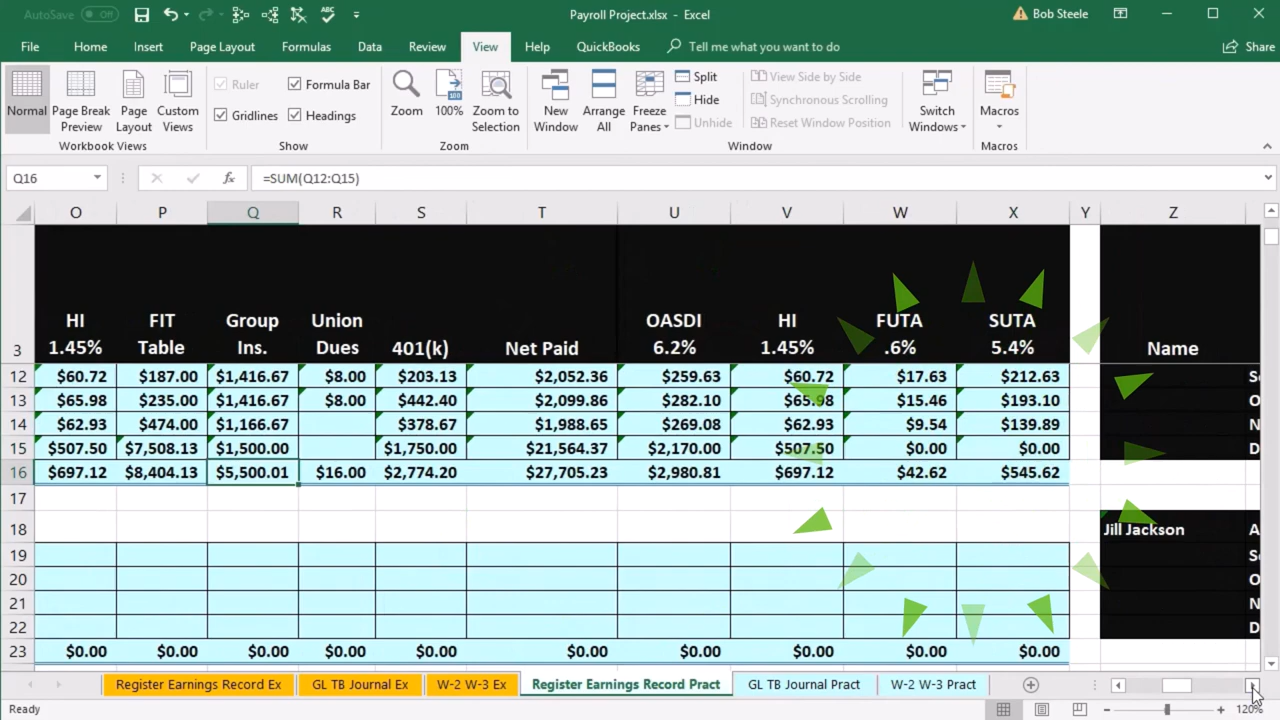 AutoSave Off Payroll Project.xlsx - Excel Bob Steele
File Home Insert Page Layout Formulas Data Review View Help QuickBooks Tell me what you want to do Share
Normal Page Break Preview Page Layout Custom Views
Workbook Views
Ruler Formula Bar
Gridlines Headings
Show
Zoom 100% Zoom to Selection
Zoom
New Window Arrange All Freeze Panes
Split
Hide
Unhide
View Side by Side
Synchronous Scrolling
Reset Window Position
Switch Windows
Window
Macros
Macros
Q16 fx =SUM(Q12:Q15)
O P Q R S T U V W X Y Z
HI FIT Group Union OASDI HI FUTA SUTA
3 1.45% Table Ins. Dues 401(k) Net Paid 6.2% 1.45% .6% 5.4% Name
12 $60.72 $187.00 $1,416.67 $8.00 $203.13 $2,052.36 $259.63 $60.72 $17.63 $212.63 S
13 $65.98 $235.00 $1,416.67 $8.00 $442.40 $2,099.86 $282.10 $65.98 $15.46 $193.10 O
14 $62.93 $474.00 $1,166.67 $378.67 $1,988.65 $269.08 $62.93 $9.54 $139.89 N
15 $507.50 $7,508.13 $1,500.00 $1,750.00 $21,564.37 $2,170.00 $507.50 $0.00 $0.00 D
16 $697.12 $8,404.13 $5,500.01 $16.00 $2,774.20 $27,705.23 $2,980.81 $697.12 $42.62 $545.62
17
18 Jill Jackson A
19 S
20 O
21 N
22 D
23 $0.00 $0.00 $0.00 $0.00 $0.00 $0.00 $0.00 $0.00 $0.00 $0.00
Register Earnings Record Ex GL TB Journal Ex W-2 W-3 Ex Register Earnings Record Pract GL TB Journal Pract W-2 W-3 Pract
Ready 120%